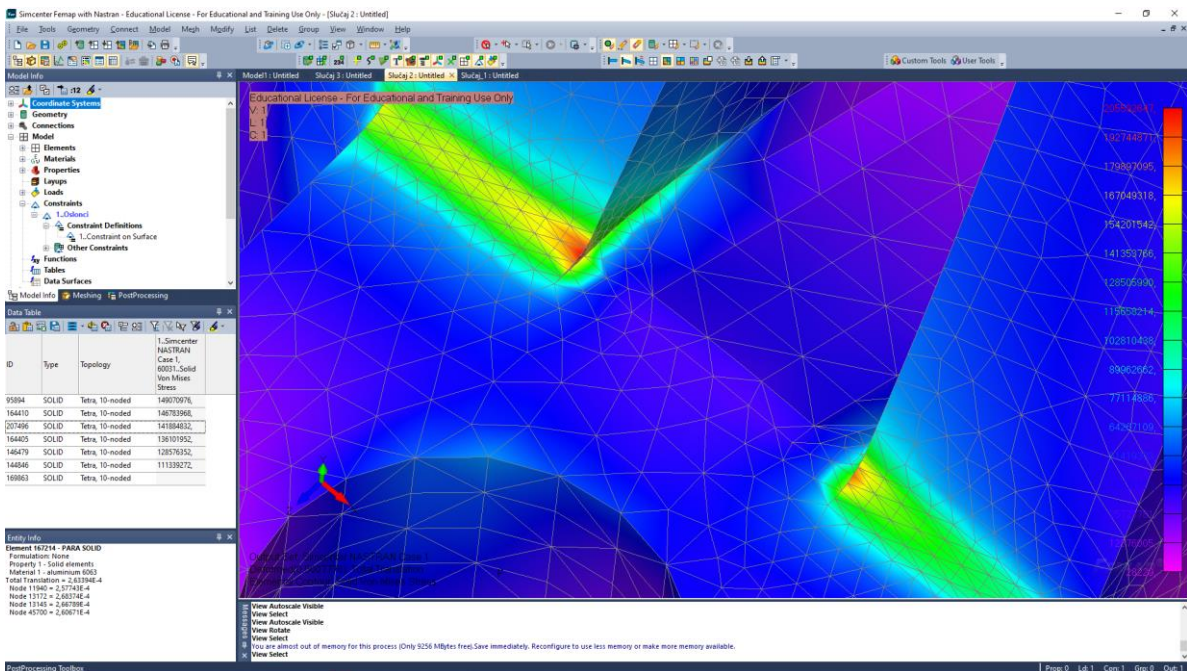 Simcenter Femap with Nastran - Educational License - For Educational and Training Use Only - [Slučaj 2 : Untitled]
File Tools Geometry Connect Model Mesh Modify List Delete Group View Window Help
Custom Tools User Tools
Model Info
Model1 : Untitled Slučaj 3 : Untitled Slučaj 2 : Untitled Slučaj_1 : Untitled
Coordinate Systems
Geometry
Connections
Model
Elements
Materials
Properties
Layups
Loads
Constraints
1..Oslonci
Constraint Definitions
1..Constraint on Surface
Other Constraints
Functions
Tables
Data Surfaces
Model Info Meshing PostProcessing
Data Table
ID Type Topology 1..Simcenter NASTRAN Case 1, 60031..Solid Von Mises Stress
95894 SOLID Tetra, 10-noded 149070976,
164410 SOLID Tetra, 10-noded 146783968,
207496 SOLID Tetra, 10-noded 141884832,
164405 SOLID Tetra, 10-noded 136101952,
146479 SOLID Tetra, 10-noded 128576352,
144846 SOLID Tetra, 10-noded 111339272,
169863 SOLID Tetra, 10-noded
Entity Info
Element 167214 - PARA SOLID
Formulation: None
Property 1 - Solid elements
Material 1 - aluminium 6063
Total Translation = 2,63394E-4
Node 11940 = 2,57743E-4
Node 13172 = 2,68374E-4
Node 13145 = 2,66789E-4
Node 45700 = 2,60671E-4
PostProcessing Toolbox
Educational License - For Educational and Training Use Only
V: 1
L: 1
C: 1
192744871,
179897095,
167049318,
154201542,
141353766,
128505990,
115658214,
102810438,
89962662,
77114886,
64267109,
Messages
View Autoscale Visible
View Select
View Autoscale Visible
View Rotate
View Select
You are almost out of memory for this process (Only 9256 MBytes free).Save immediately. Reconfigure to use less memory or make more memory available.
View Select
Prop: 0 Ld: 1 Con: 1 Grp: 0 Out: 1